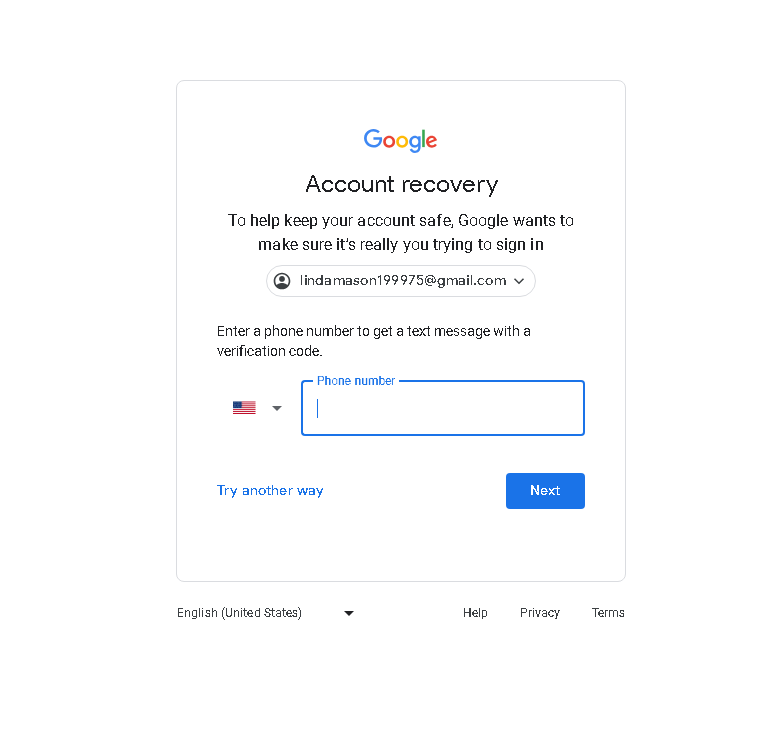 Google
Account recovery
To help keep your account safe, Google wants to
make sure it's really you trying to sign in
lindamason199975@gmail.com
Enter a phone number to get a text message with a
verification code.
Phone number
Try another way
Next
English (United States)
Help
Privacy
Terms